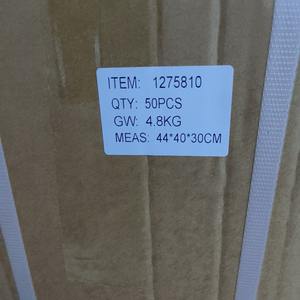 ITEM: 1275810
QTY: 50PCS
GW: 4.8KG
MEAS: 44*40*30CM